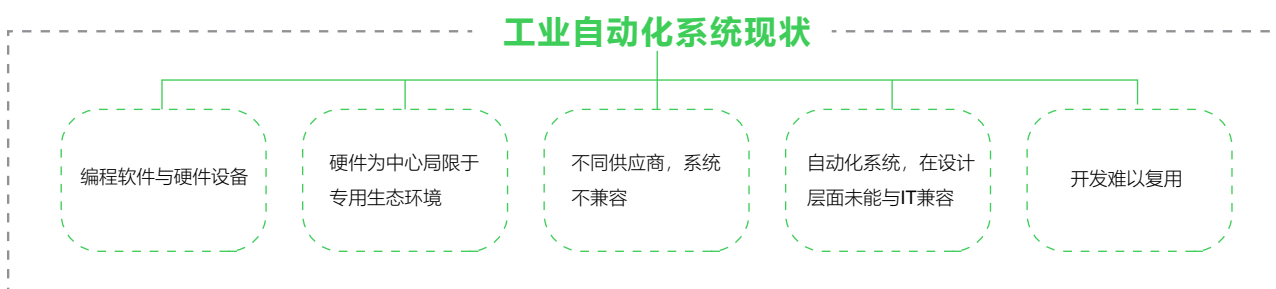 工业自动化系统现状
编程软件与硬件设备
硬件为中心局限于
专用生态环境
不同供应商，系统
不兼容
自动化系统，在设计
层面未能与IT兼容
开发难以复用